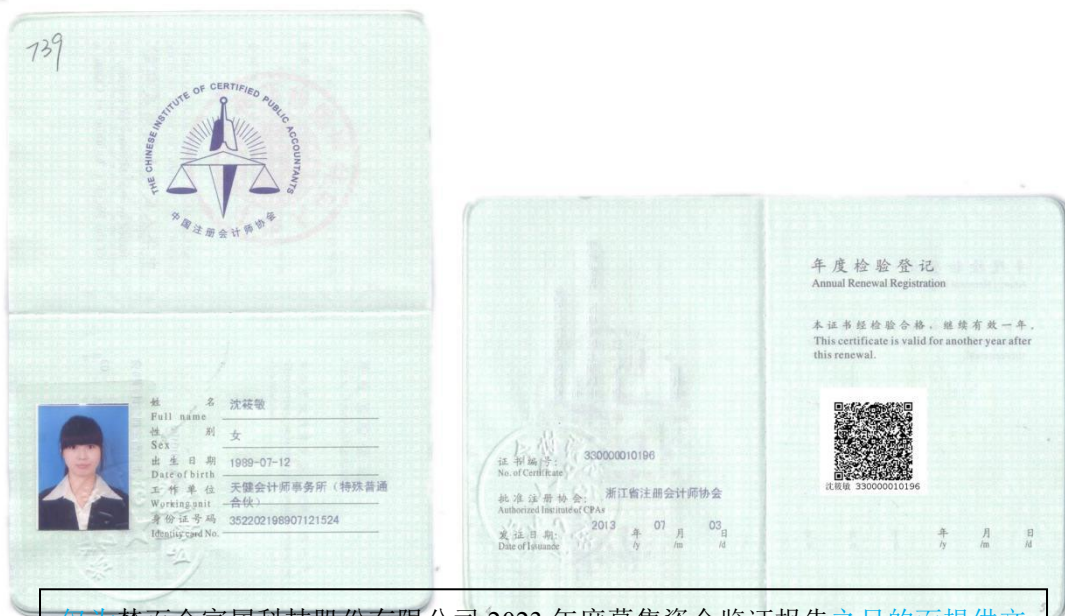 739
THE CHINESE INSTITUTE OF CERTIFIED PUBLIC ACCOUNTANTS
中国注册会计师协会
姓 名 沈筱敏
Full name
性 别 女
Sex
出生日期 1989-07-12
Date of birth
工作单位 天健会计师事务所（特殊普通
Working unit 合伙）
身份证号码 352202198907121524
Identity card No.
证书编号: 330000010196
No. of Certificate
批准注册协会: 浙江省注册会计师协会
Authorized Institute of CPAs
发证日期: 2013 年 07 月 03 日
Date of Issuance /y /m /d
年度检验登记
Annual Renewal Registration
本证书经检验合格，继续有效一年。
This certificate is valid for another year after
this renewal.
沈筱敏 330000010196
年 月 日
/y /m /d